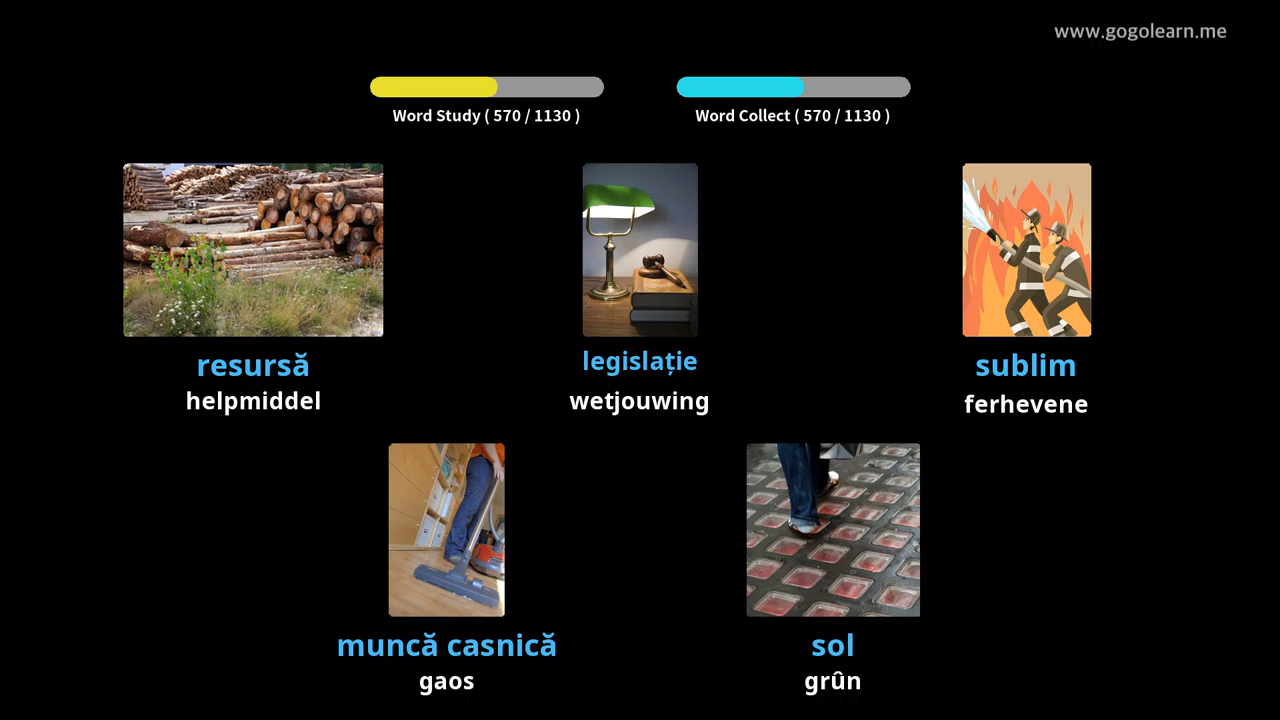 www.gogolearn.me
Word Study ( 570 / 1130 )
Word Collect ( 570 / 1130 )
resursă
helpmiddel
legislație
wetjouwing
sublim
ferhevene
muncă casnică
gaos
sol
grûn